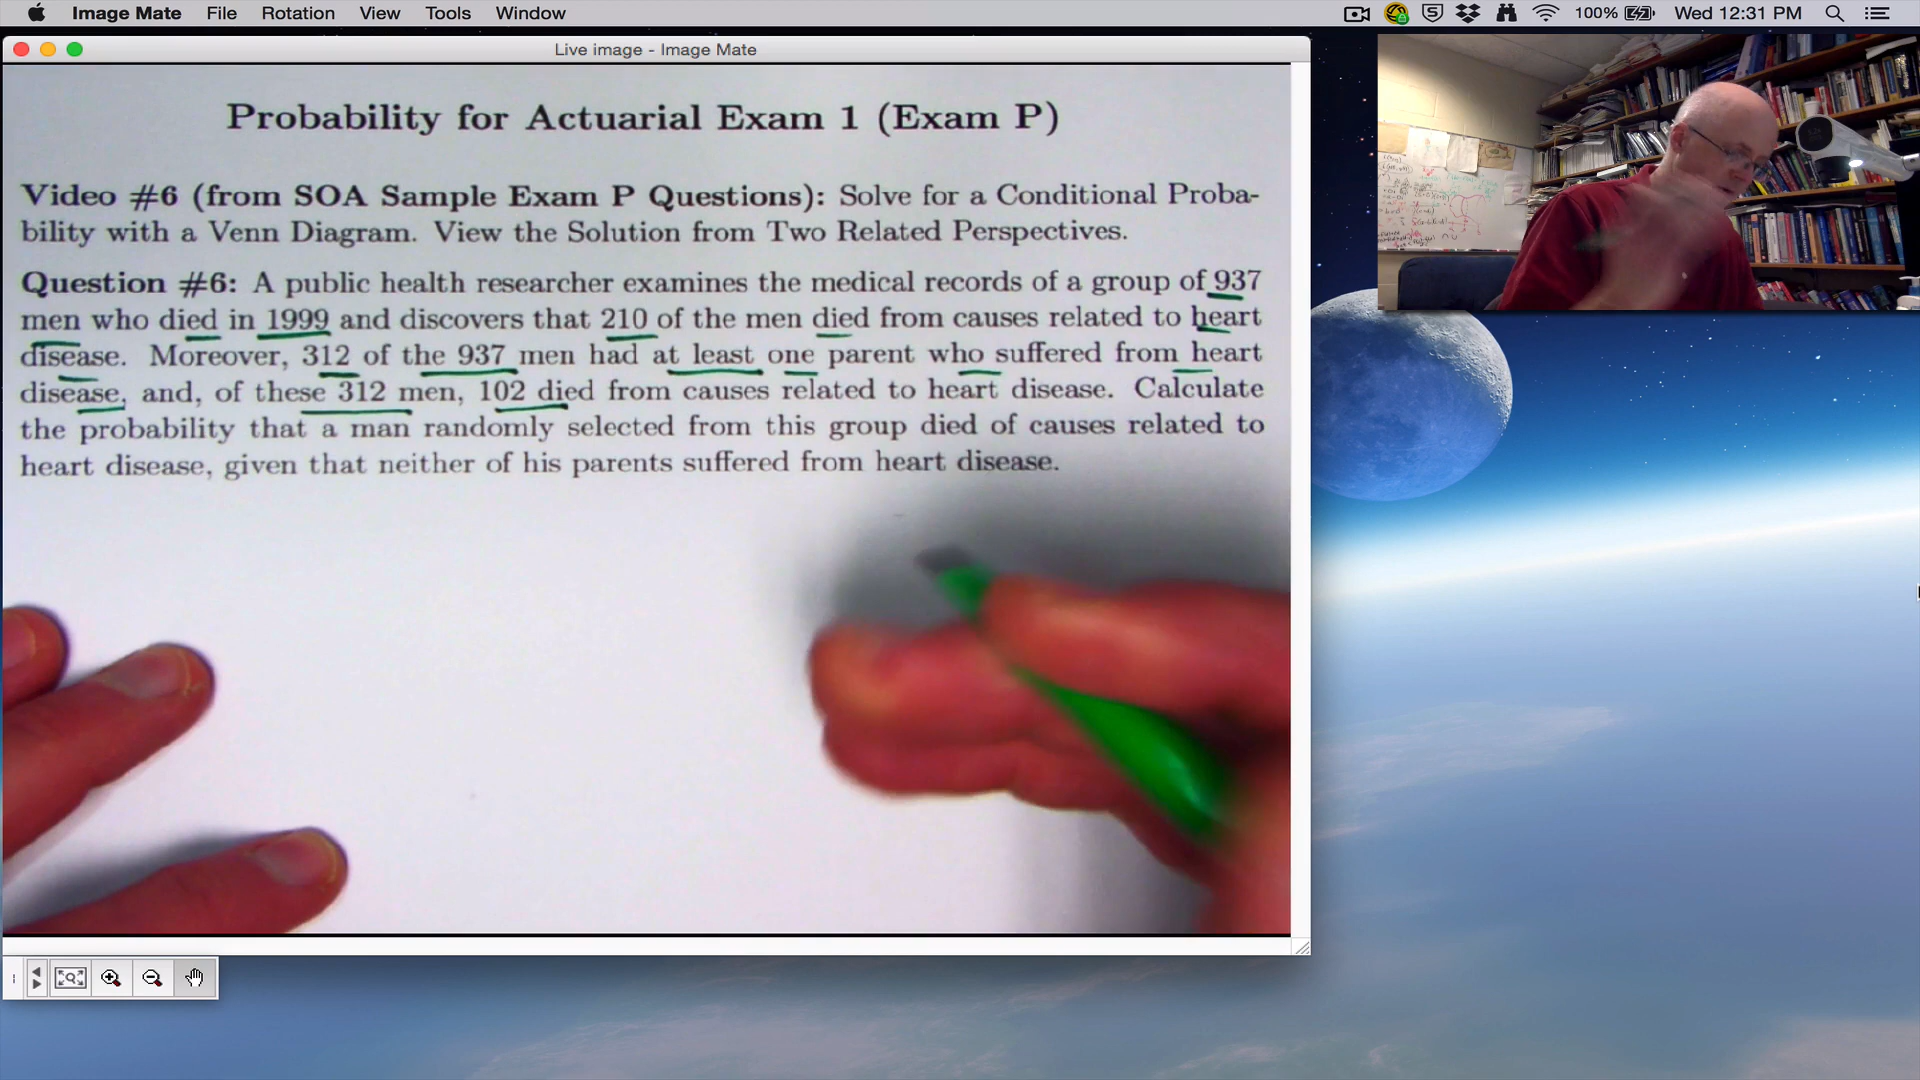 Image Mate File Rotation View Tools Window 100% Wed 12:31 PM
Live image - Image Mate
Probability for Actuarial Exam 1 (Exam P)
Video #6 (from SOA Sample Exam P Questions): Solve for a Conditional Proba-
bility with a Venn Diagram. View the Solution from Two Related Perspectives.
Question #6: A public health researcher examines the medical records of a group of 937
men who died in 1999 and discovers that 210 of the men died from causes related to heart
disease. Moreover, 312 of the 937 men had at least one parent who suffered from heart
disease, and, of these 312 men, 102 died from causes related to heart disease. Calculate
the probability that a man randomly selected from this group died of causes related to
heart disease, given that neither of his parents suffered from heart disease.